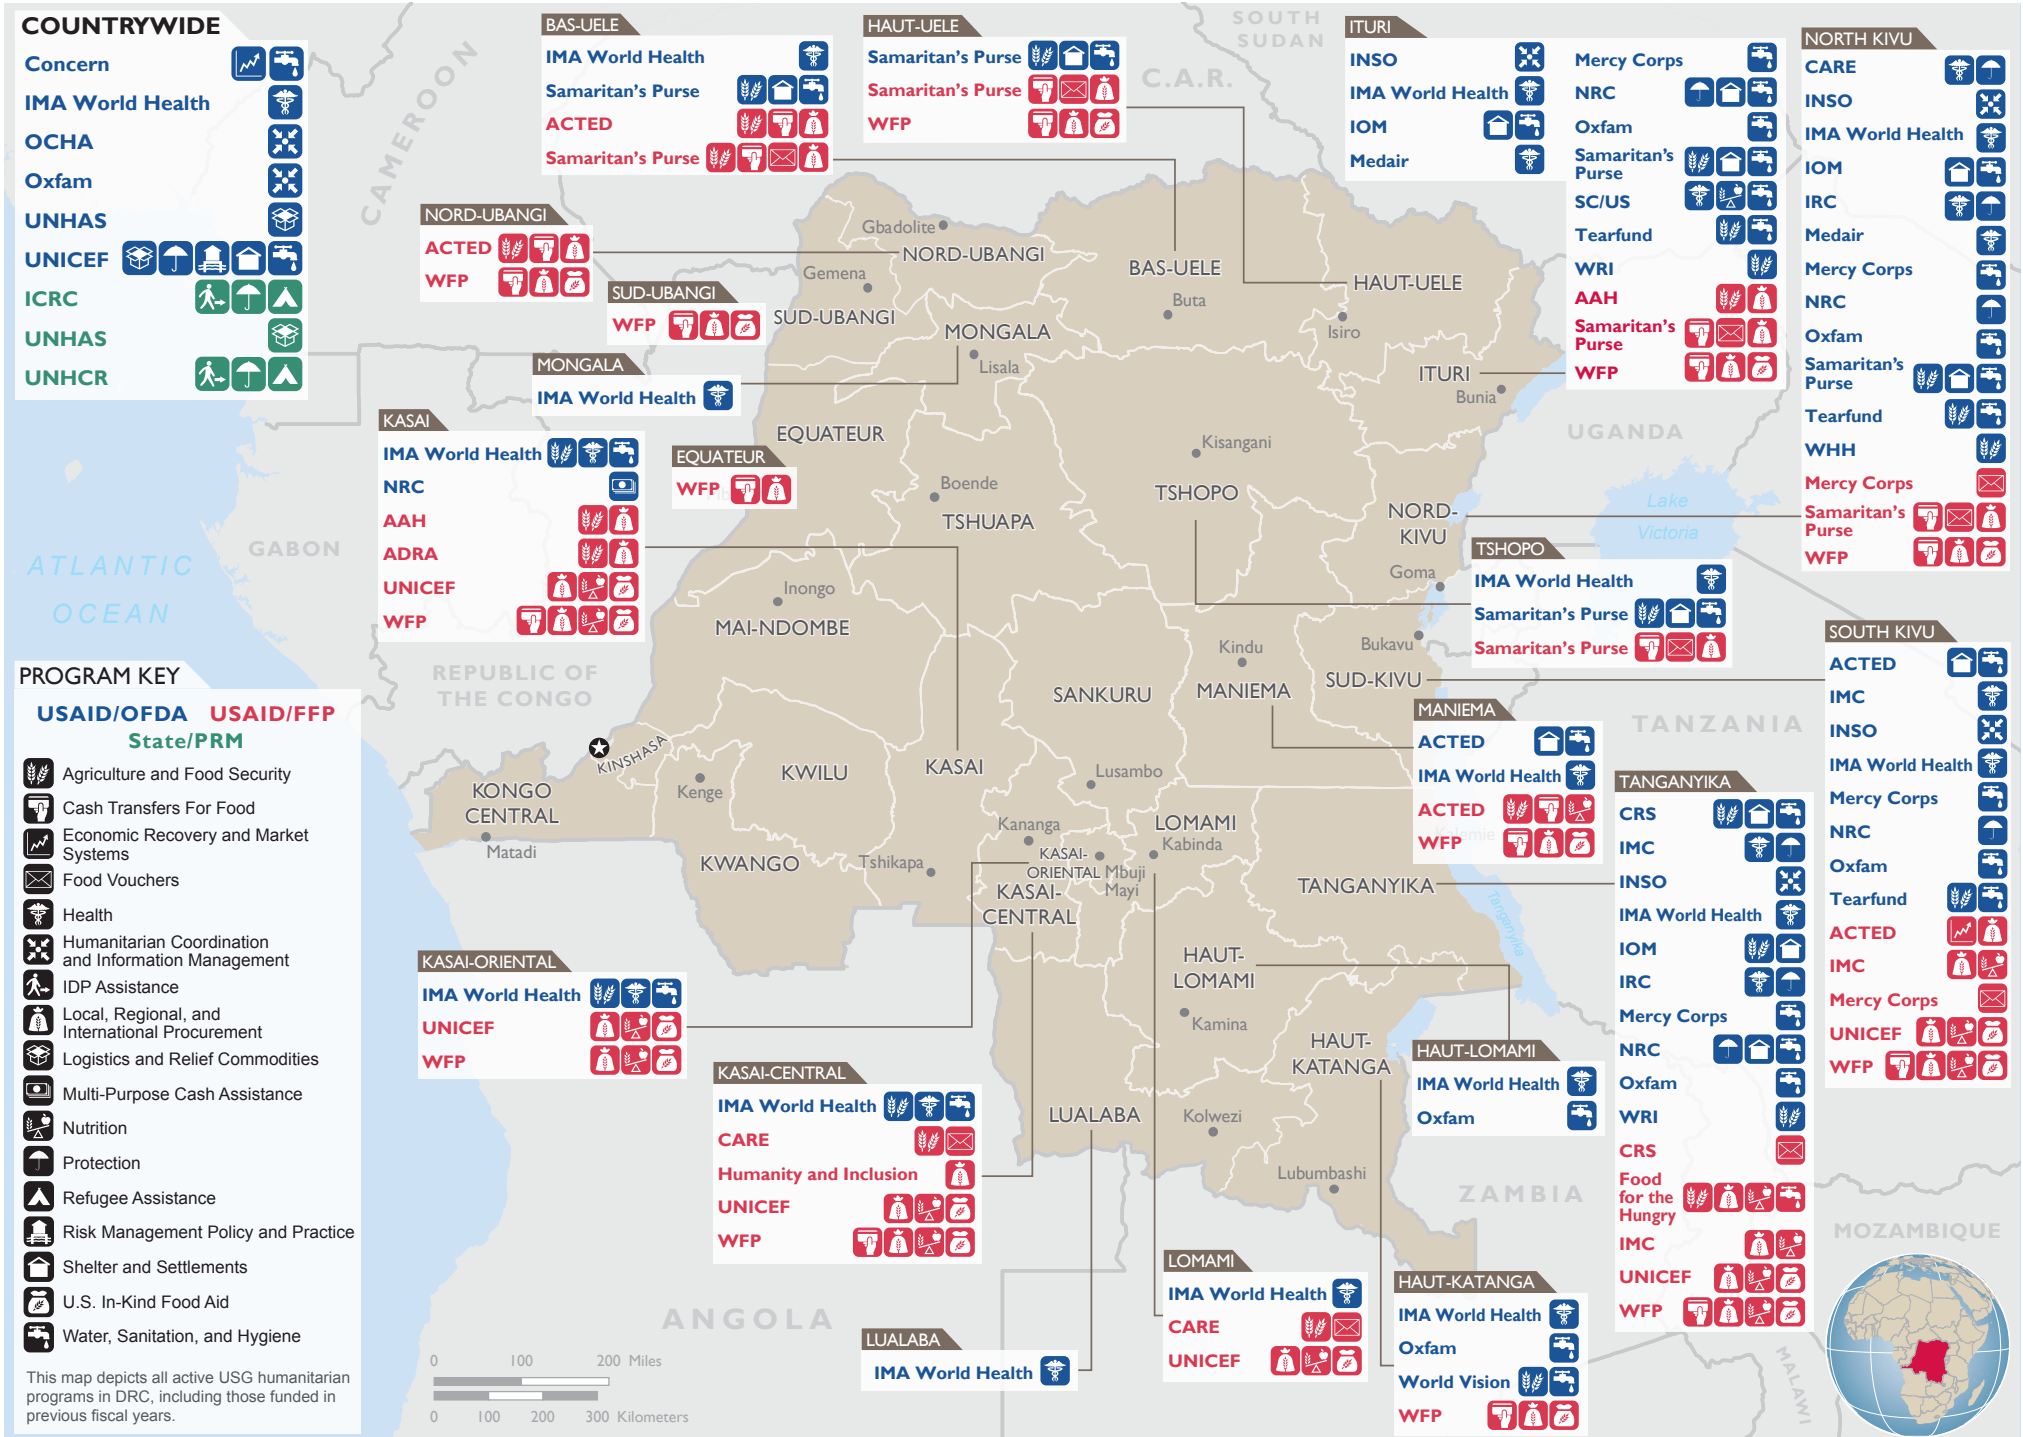 COUNTRYWIDE
Concern
IMA World Health
OCHA
Oxfam
UNHAS
UNICEF
ICRC
UNHAS
UNHCR
BAS-UELE
IMA World Health
Samaritan's Purse
ACTED
Samaritan's Purse
HAUT-UELE
Samaritan's Purse
Samaritan's Purse
WFP
ITURI
INSO
IMA World Health
IOM
Medair
Mercy Corps
NRC
Oxfam
Samaritan's
Purse
SC/US
Tearfund
WRI
AAH
Samaritan's
Purse
WFP
NORTH KIVU
CARE
INSO
IMA World Health
IOM
IRC
Medair
Mercy Corps
NRC
Oxfam
Samaritan's
Purse
Tearfund
WHH
Mercy Corps
Samaritan's
Purse
WFP
NORD-UBANGI
ACTED
WFP
SUD-UBANGI
WFP
MONGALA
IMA World Health
KASAI
IMA World Health
NRC
AAH
ADRA
UNICEF
WFP
EQUATEUR
WFP
TSHOPO
IMA World Health
Samaritan's Purse
Samaritan's Purse
SOUTH KIVU
ACTED
IMC
INSO
IMA World Health
Mercy Corps
NRC
Oxfam
Tearfund
ACTED
IMC
Mercy Corps
UNICEF
WFP
MANIEMA
ACTED
IMA World Health
ACTED
WFP
TANGANYIKA
CRS
IMC
INSO
IMA World Health
IOM
IRC
Mercy Corps
NRC
Oxfam
WRI
CRS
Food
for the
Hungry
IMC
UNICEF
WFP
KASAI-ORIENTAL
IMA World Health
UNICEF
WFP
KASAI-CENTRAL
IMA World Health
CARE
Humanity and Inclusion
UNICEF
WFP
HAUT-LOMAMI
IMA World Health
Oxfam
LOMAMI
IMA World Health
CARE
UNICEF
HAUT-KATANGA
IMA World Health
Oxfam
World Vision
WFP
LUALABA
IMA World Health
PROGRAM KEY
USAID/OFDA USAID/FFP
State/PRM
Agriculture and Food Security
Cash Transfers For Food
Economic Recovery and Market
Systems
Food Vouchers
Health
Humanitarian Coordination
and Information Management
IDP Assistance
Local, Regional, and
International Procurement
Logistics and Relief Commodities
Multi-Purpose Cash Assistance
Nutrition
Protection
Refugee Assistance
Risk Management Policy and Practice
Shelter and Settlements
U.S. In-Kind Food Aid
Water, Sanitation, and Hygiene
This map depicts all active USG humanitarian
programs in DRC, including those funded in
previous fiscal years.
CAMEROON
C.A.R.
SOUTH
SUDAN
UGANDA
Lake
Victoria
TANZANIA
MOZAMBIQUE
MALAWI
ZAMBIA
ANGOLA
REPUBLIC OF
THE CONGO
GABON
ATLANTIC
OCEAN
Tanganyika
Gbadolite
NORD-UBANGI
Gemena
SUD-UBANGI
MONGALA
Lisala
BAS-UELE
Buta
HAUT-UELE
Isiro
ITURI
Bunia
EQUATEUR
Boende
TSHUAPA
Kisangani
TSHOPO
NORD-
KIVU
Goma
Inongo
MAI-NDOMBE
Bukavu
SUD-KIVU
Kindu
MANIEMA
SANKURU
KINSHASA
KONGO
CENTRAL
Matadi
Kenge
KWILU
KASAI
KWANGO
Tshikapa
Lusambo
Kananga
KASAI-
ORIENTAL
Mbuji
Mayi
KASAI-
CENTRAL
LOMAMI
Kabinda
TANGANYIKA
Kalemie
HAUT-
LOMAMI
Kamina
HAUT-
KATANGA
LUALABA
Kolwezi
Lubumbashi
0 100 200 Miles
0 100 200 300 Kilometers